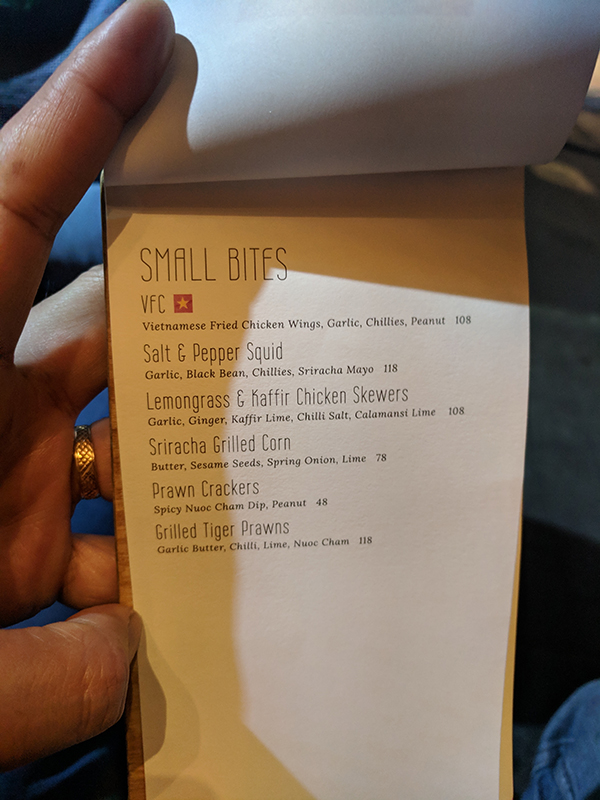 SMALL BITES
VFC
Vietnamese Fried Chicken Wings, Garlic, Chillies, Peanut 108
Salt & Pepper Squid
Garlic, Black Bean, Chillies, Sriracha Mayo 118
Lemongrass & Kaffir Chicken Skewers
Garlic, Ginger, Kaffir Lime, Chilli Salt, Calamansi Lime 108
Sriracha Grilled Corn
Butter, Sesame Seeds, Spring Onion, Lime 78
Prawn Crackers
Spicy Nuoc Cham Dip, Peanut 48
Grilled Tiger Prawns
Garlic Butter, Chilli, Lime, Nuoc Cham 118